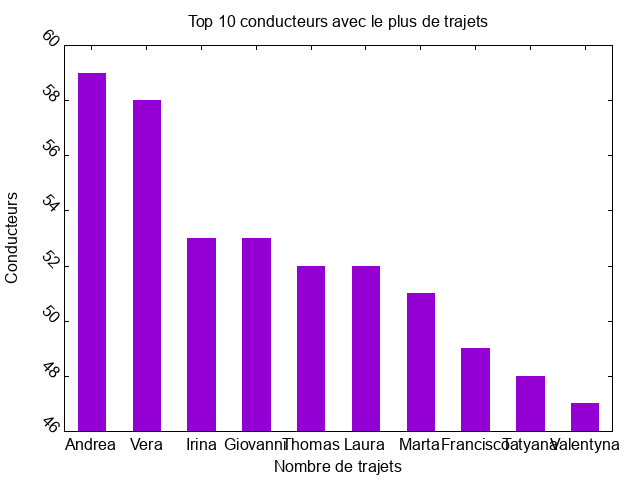 Top 10 conducteurs avec le plus de trajets
60
58
56
54
52
50
48
46
Conducteurs
Andrea Vera Irina Giovanni Thomas Laura Marta Francisco Tatyana Valentyna
Nombre de trajets